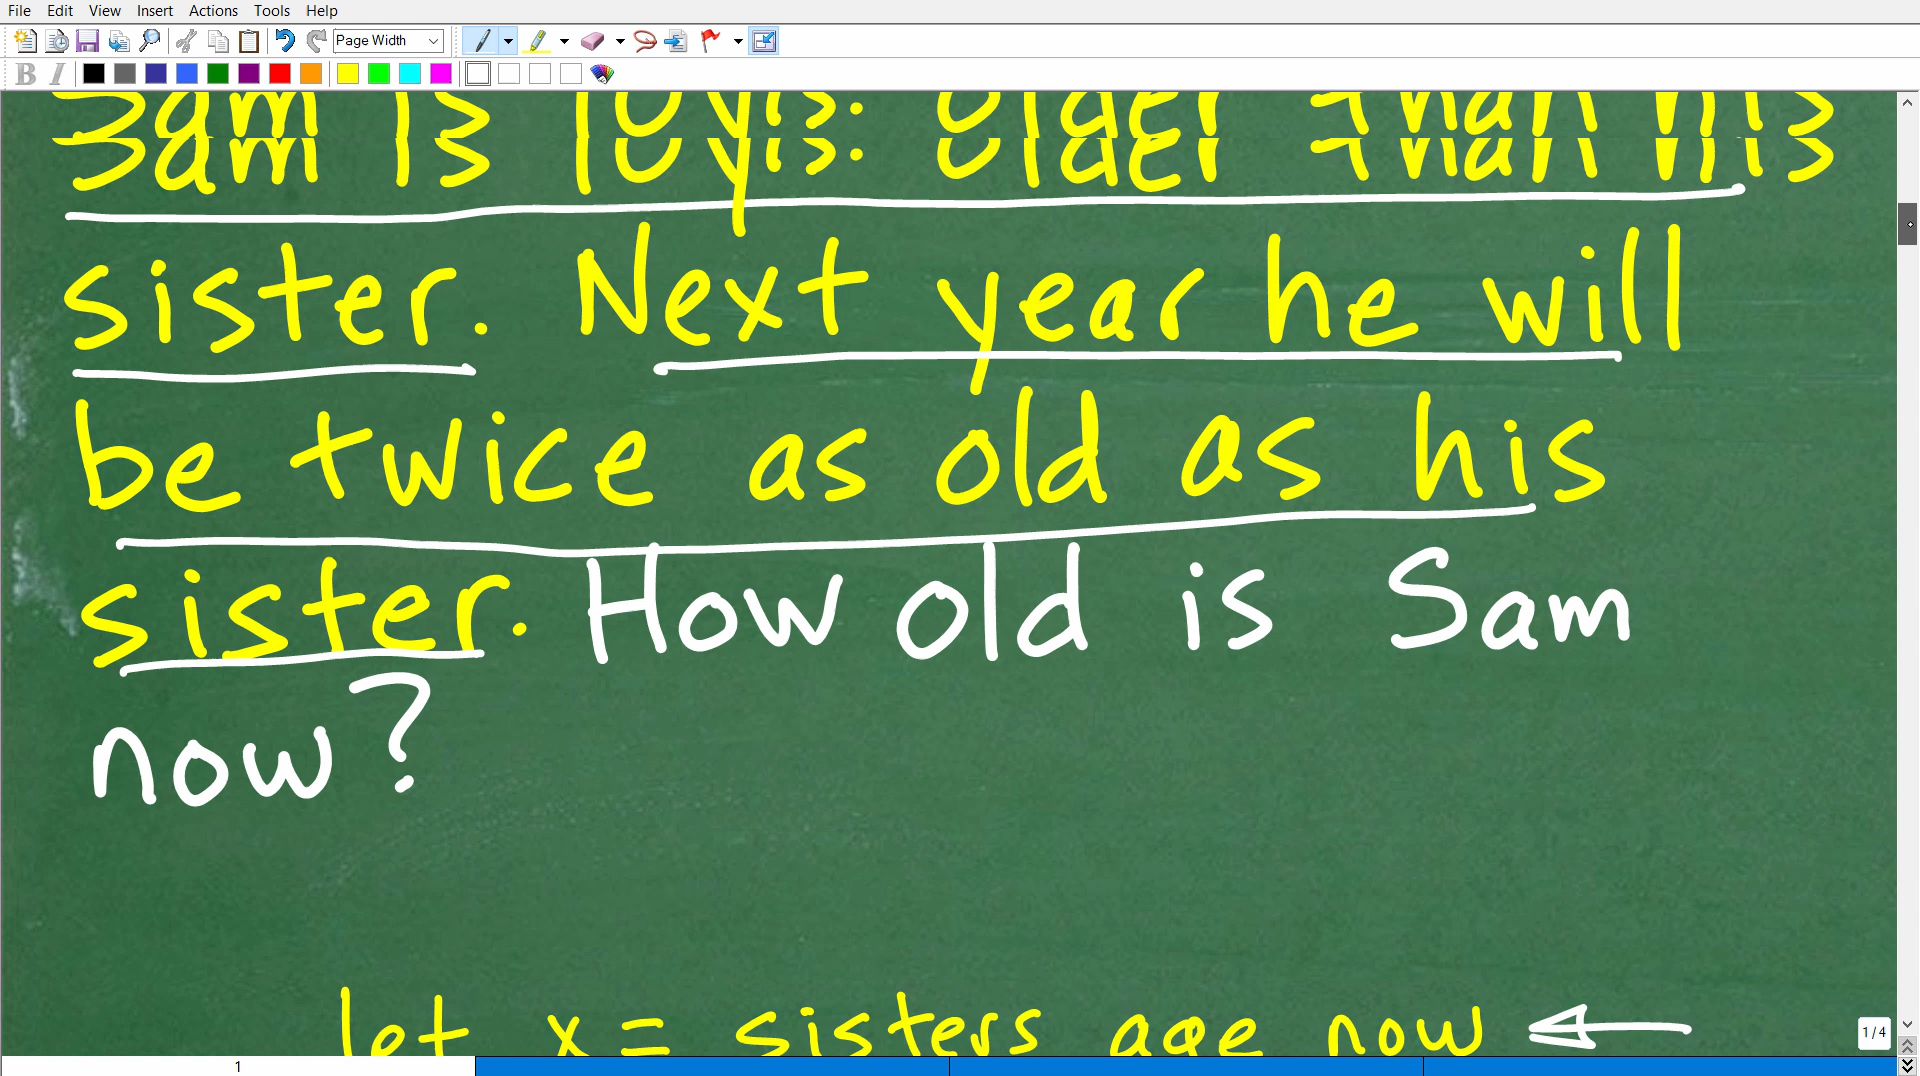 File Edit View Insert Actions Tools Help
Page Width
B I
Sam is 10 yrs. older than his
sister. Next year he will
be twice as old as his
sister. How old is Sam
now?
let x = sisters age now
1 / 4
1